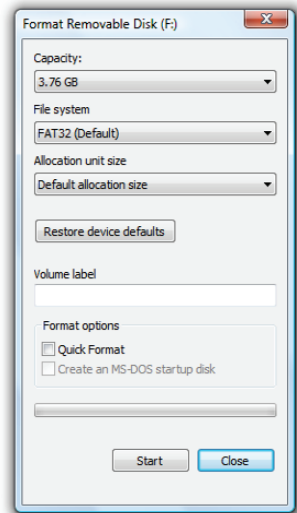 Format Removable Disk (F:)
Capacity:
3.76 GB
File system
FAT32 (Default)
Allocation unit size
Default allocation size
Restore device defaults
Volume label
Format options
Quick Format
Create an MS-DOS startup disk
Start
Close